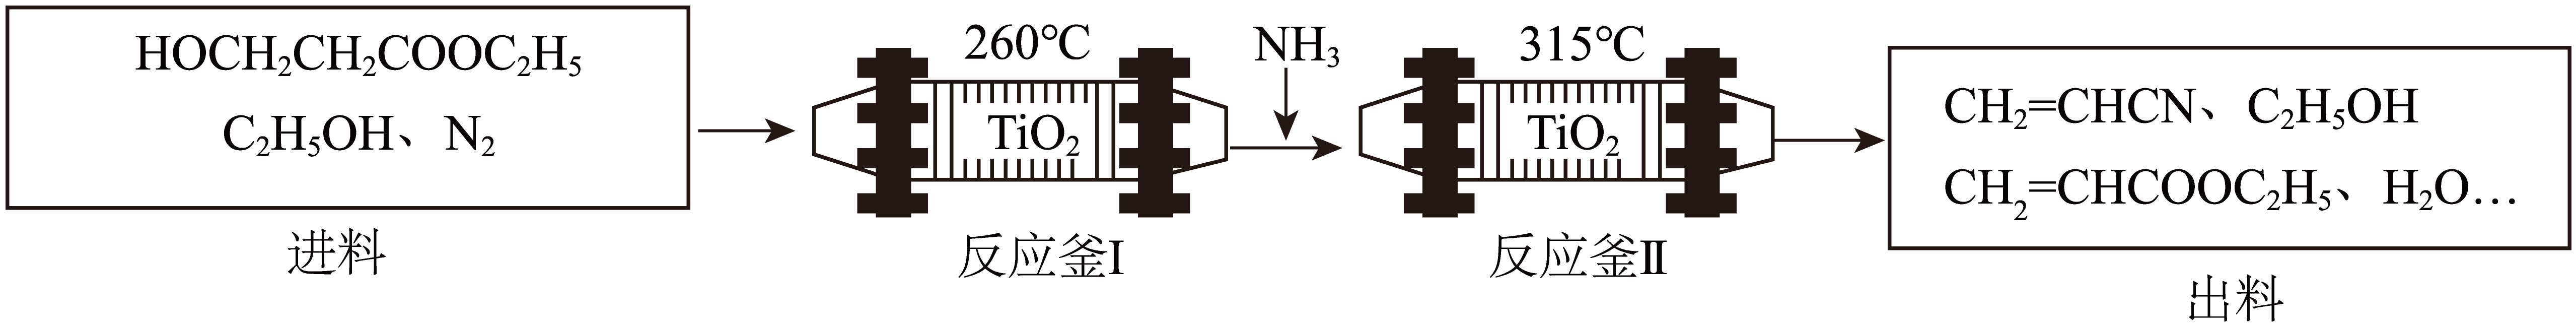 HOCH₂CH₂COOC₂H₅
C₂H₅OH、N₂
进料
260℃
TiO₂
反应釜Ⅰ
NH₃
315℃
TiO₂
反应釜Ⅱ
CH₂=CHCN、C₂H₅OH
CH₂=CHCOOC₂H₅、H₂O…
出料